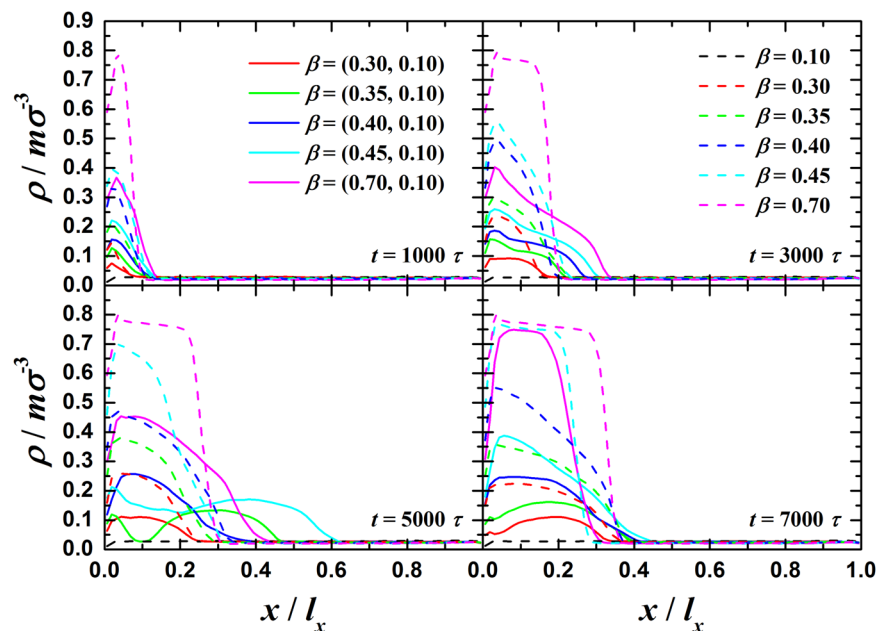 0.9
0.8
0.7
0.6
0.5
0.4
0.3
0.2
0.1
0.0
ρ / mσ⁻³
β = (0.30, 0.10)
β = (0.35, 0.10)
β = (0.40, 0.10)
β = (0.45, 0.10)
β = (0.70, 0.10)
t = 1000 τ
β = 0.10
β = 0.30
β = 0.35
β = 0.40
β = 0.45
β = 0.70
t = 3000 τ
0.8
0.7
0.6
0.5
0.4
0.3
0.2
0.1
0.0
ρ / mσ⁻³
t = 5000 τ
t = 7000 τ
0.0 0.2 0.4 0.6 0.8 0.0 0.2 0.4 0.6 0.8 1.0
x / lₓ x / lₓ